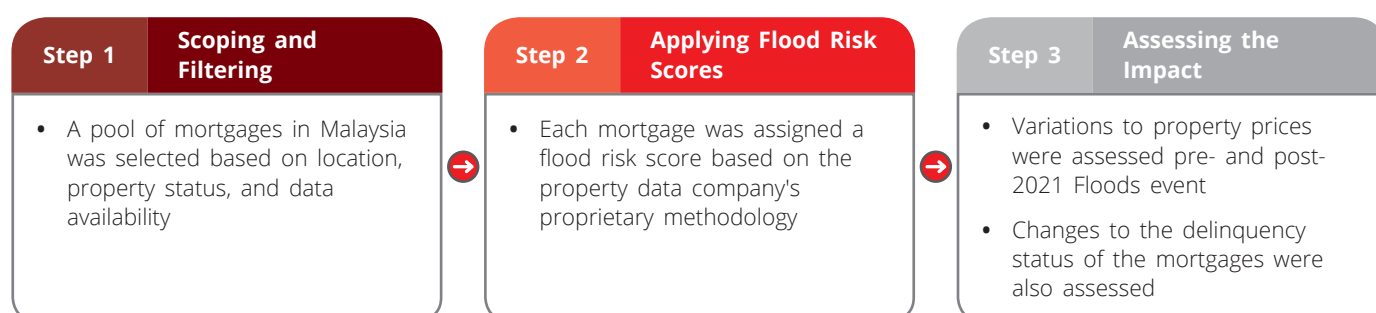 Step 1
Scoping and
Filtering
• A pool of mortgages in Malaysia
was selected based on location,
property status, and data
availability
Step 2
Applying Flood Risk
Scores
• Each mortgage was assigned a
flood risk score based on the
property data company's
proprietary methodology
Step 3
Assessing the
Impact
• Variations to property prices
were assessed pre- and post-
2021 Floods event
• Changes to the delinquency
status of the mortgages were
also assessed